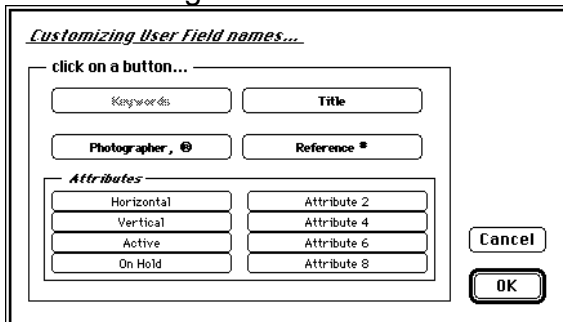 Customizing User Field names...
click on a button...
Keywords
Title
Photographer, ®
Reference #
Attributes
Horizontal
Attribute 2
Vertical
Attribute 4
Active
Attribute 6
On Hold
Attribute 8
Cancel
OK